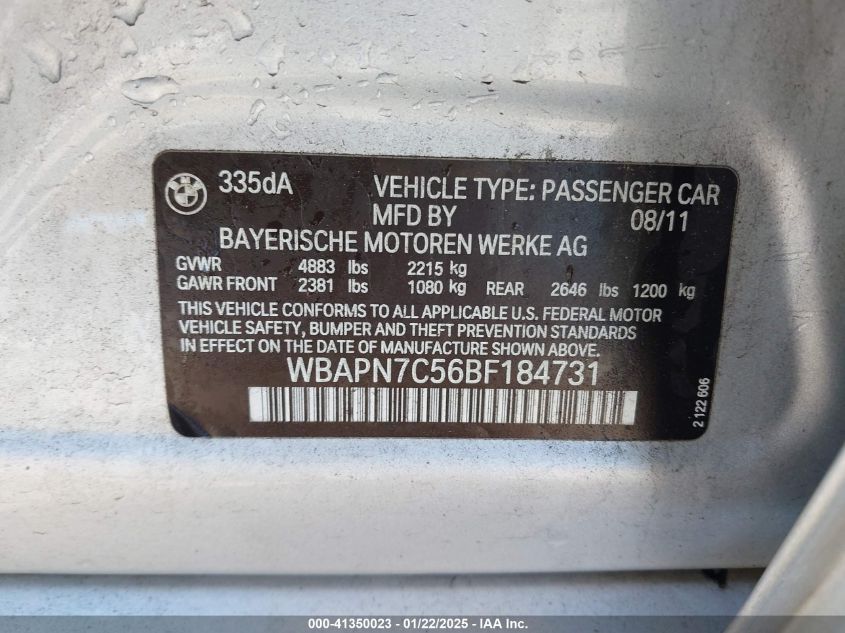 BMW
335dA VEHICLE TYPE: PASSENGER CAR
MFD BY 08/11
BAYERISCHE MOTOREN WERKE AG
GVWR 4883 lbs 2215 kg
GAWR FRONT 2381 lbs 1080 kg REAR 2646 lbs 1200 kg
THIS VEHICLE CONFORMS TO ALL APPLICABLE U.S. FEDERAL MOTOR
VEHICLE SAFETY, BUMPER AND THEFT PREVENTION STANDARDS
IN EFFECT ON THE DATE OF MANUFACTURE SHOWN ABOVE.
WBAPN7C56BF184731
2 122 606
000-41350023 - 01/22/2025 - IAAI.com